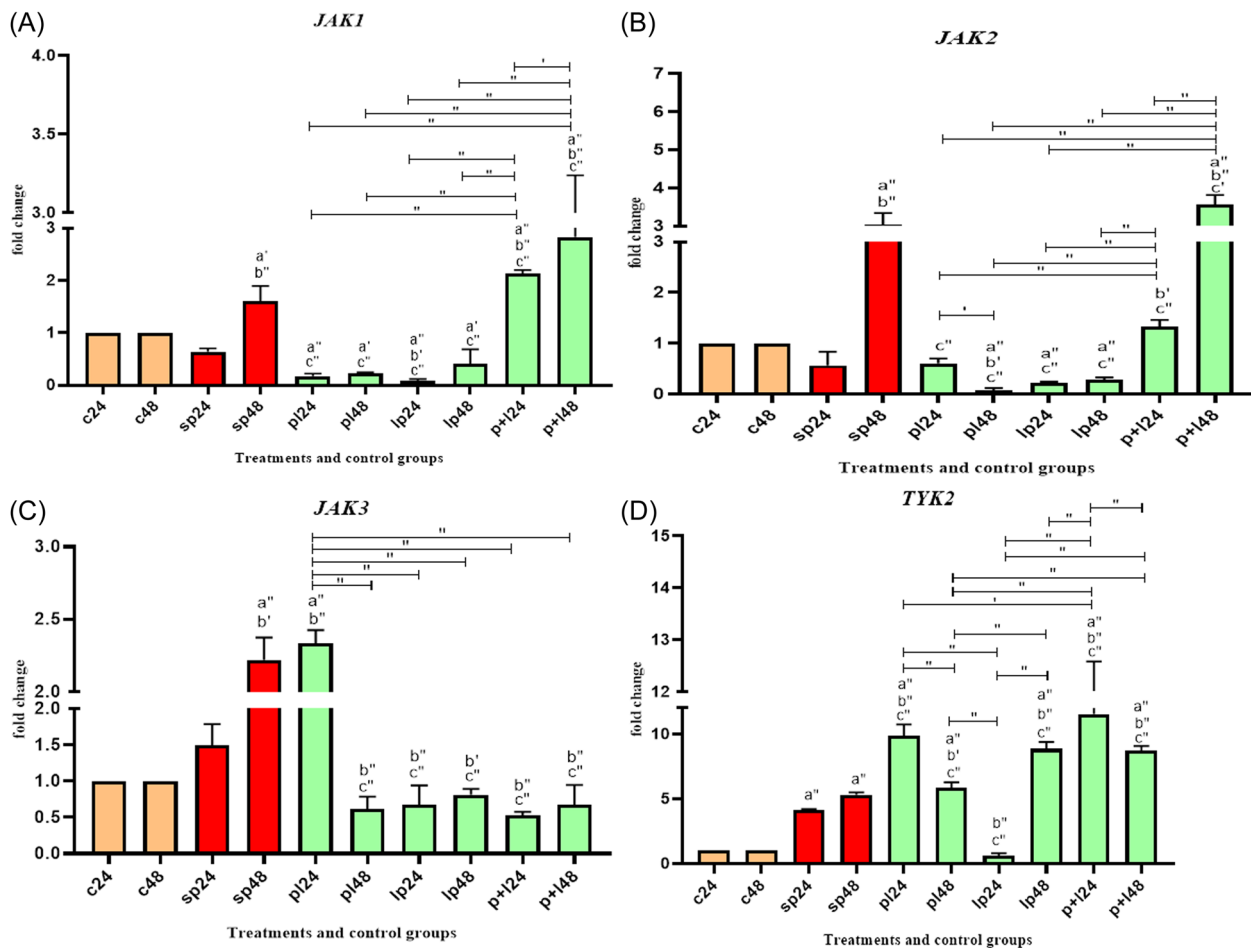 (A)
JAK1
fold change
4.0
3.5
3.0
3
2
1
0
'
"
"
"
"
"
"
"
"
a'
b"
a"
c"
a'
c"
a"
b'
c"
a'
c"
a"
b"
c"
a"
b"
c"
c24
c48
sp24
sp48
pl24
pl48
lp24
lp48
p+l24
p+l48
Treatments and control groups
(B)
JAK2
fold change
7
6
5
4
3
3
2
1
0
"
"
"
"
"
"
"
"
"
'
a"
b"
c"
a"
b'
c"
a"
c"
a"
c"
b'
c"
a"
b"
c'
c24
c48
sp24
sp48
pl24
pl48
lp24
lp48
p+l24
p+l48
Treatments and control groups
(C)
JAK3
fold change
3.0
2.5
2.0
2.0
1.5
1.0
0.5
0.0
"
"
"
"
"
a"
b'
a"
b"
b"
c"
b"
c"
b'
c"
b"
c"
b"
c"
c24
c48
sp24
sp48
pl24
pl48
lp24
lp48
p+l24
p+l48
Treatments and control groups
(D)
TYK2
fold change
15
14
13
12
10
5
0
"
"
"
"
"
"
'
"
"
"
"
"
a"
a"
a"
b"
c"
a"
b'
c"
b"
c"
a"
b"
c"
a"
b"
c"
a"
b"
c"
c24
c48
sp24
sp48
pl24
pl48
lp24
lp48
p+l24
p+l48
Treatments and control groups